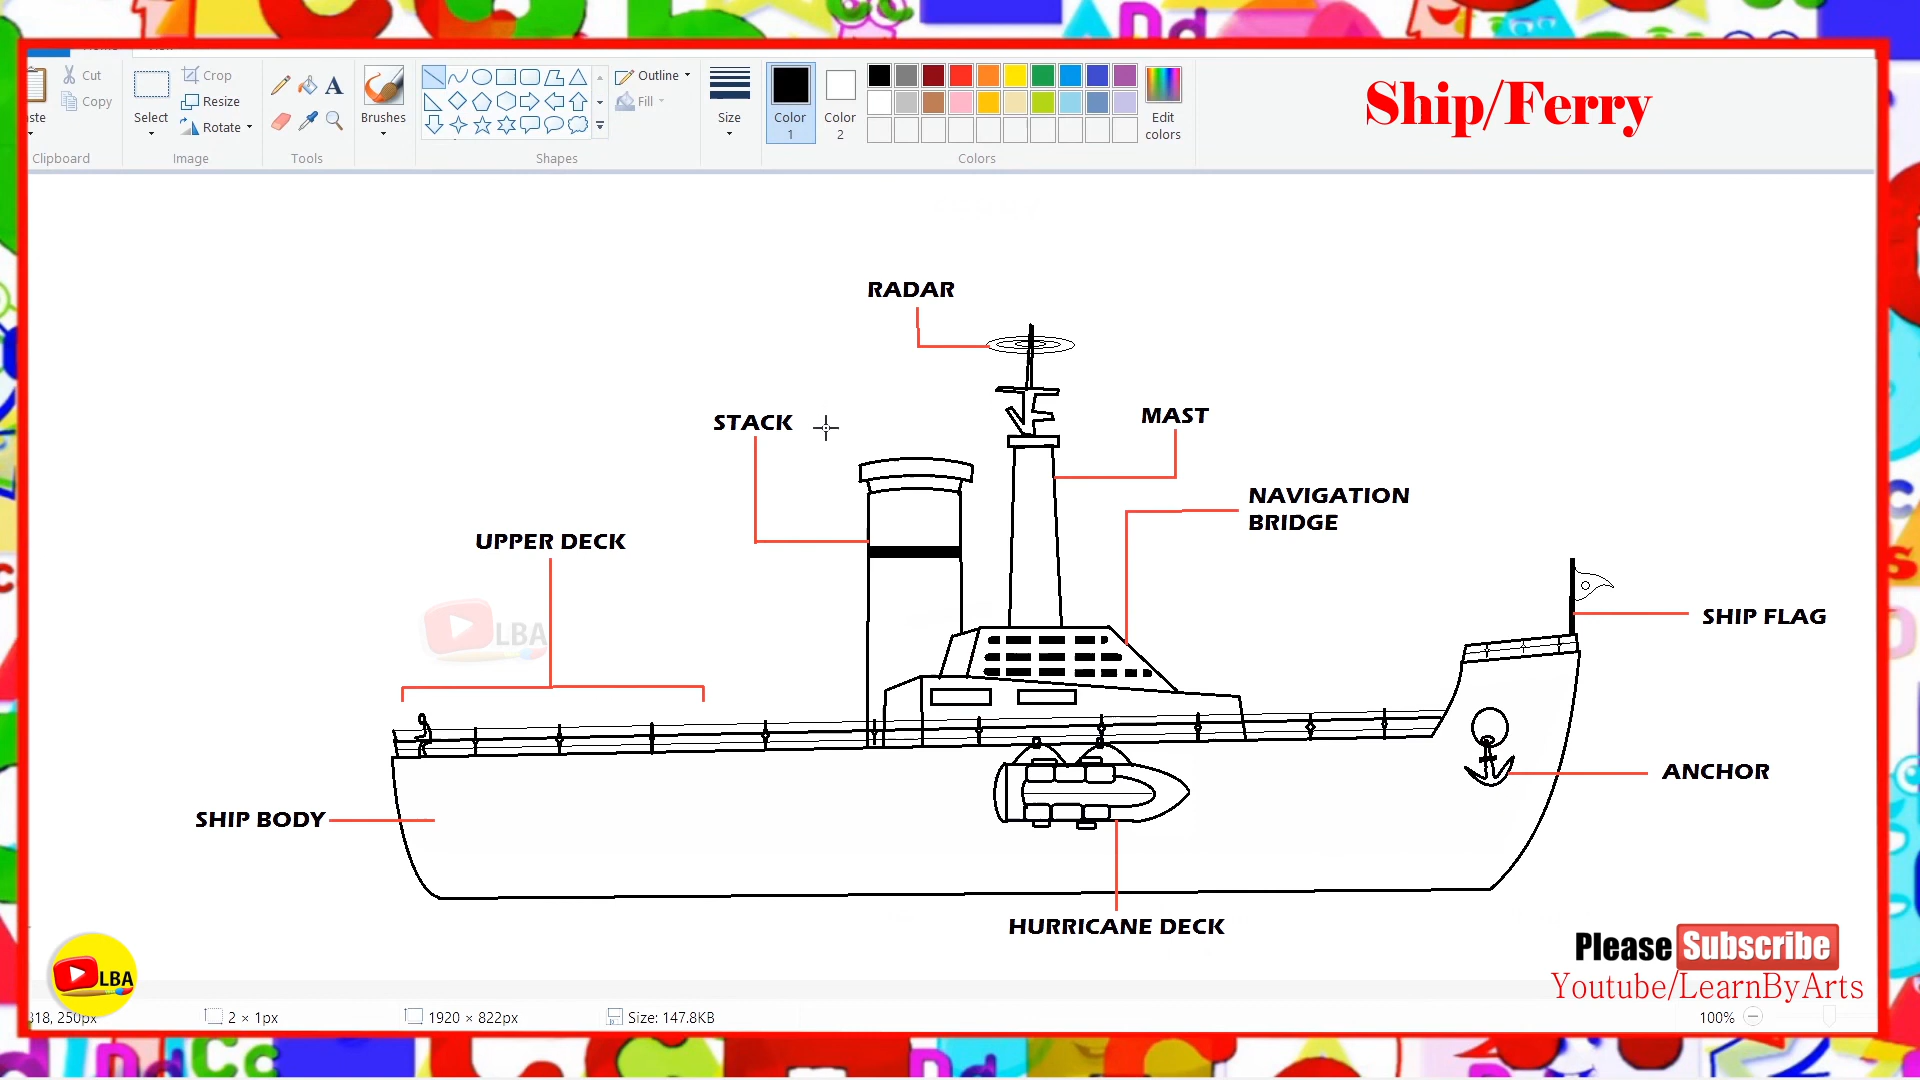 Cut
Copy
Clipboard
Select
Crop
Resize
Rotate
Image
Tools
Brushes
Shapes
Outline
Fill
Size
Color
1
Color
2
Edit
colors
Colors
Ship/Ferry
RADAR
STACK
MAST
NAVIGATION
BRIDGE
UPPER DECK
LBA
SHIP FLAG
ANCHOR
SHIP BODY
HURRICANE DECK
Please Subscribe
Youtube/LearnByArts
LBA
318, 250px
2 × 1px
1920 × 822px
Size: 147.8KB
100%